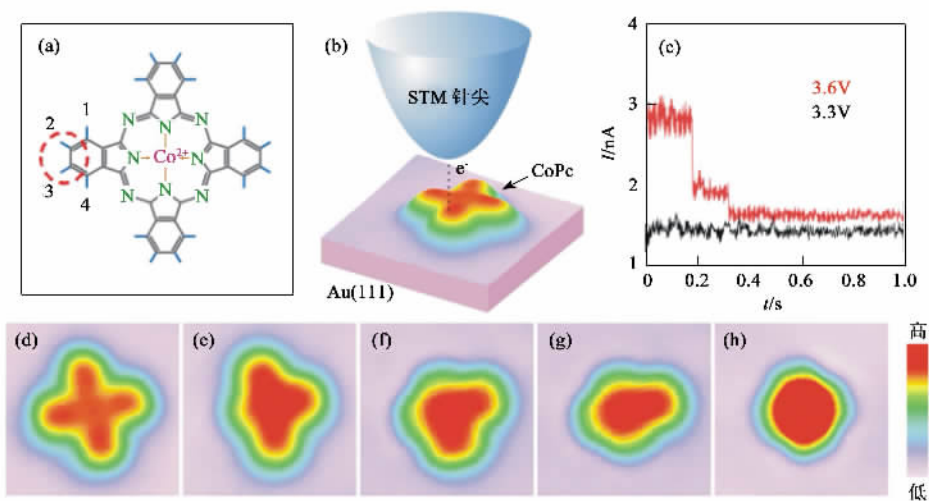 (a)
2
1
3
4
N
N
N
N
N
N
N
N
Co²⁺
(b)
STM 针尖
e⁻
CoPc
Au(111)
(c)
I/nA
4
3
2
1
3.6V
3.3V
0
0.2
0.4
0.6
0.8
1.0
t/s
(d)
(e)
(f)
(g)
(h)
商
低